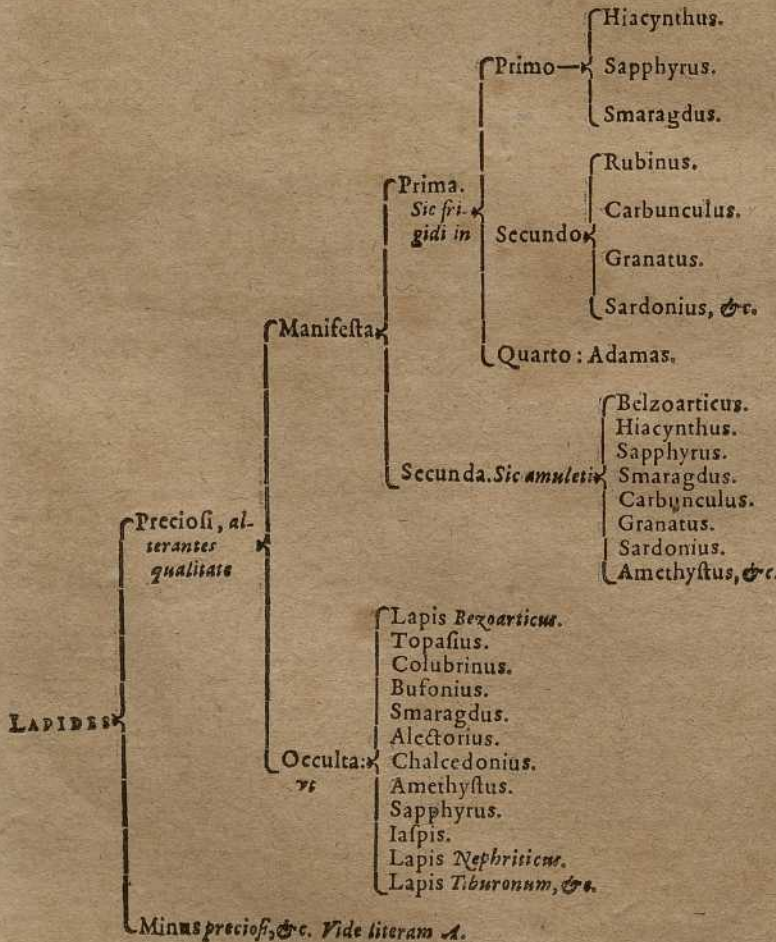 Hiacynthus.
Primo
Sapphyrus.
Smaragdus.
Prima.
Sic fri-
gidi in
Rubinus.
Carbunculus.
Secundo
Granatus.
Sardonius, &c.
Manifeſta
Quarto: Adamas.
Belzoarticus.
Hiacynthus.
Sapphyrus.
Secunda. Sic amuleti
Smaragdus.
Carbunculus.
Granatus.
Sardonius.
Amethyſtus, &c.
Precioſi, al-
terantes
qualitate
Lapis Bezoarticus.
Topaſius.
Colubrinus.
Bufonius.
Smaragdus.
Alectorius.
Occulta:
vt
Chalcedonius.
Amethyſtus.
Sapphyrus.
Iaſpis.
Lapis Nephriticus.
Lapis Tiburonum, &c.
LAPIDES
Minus precioſi, &c. Vide literam A.